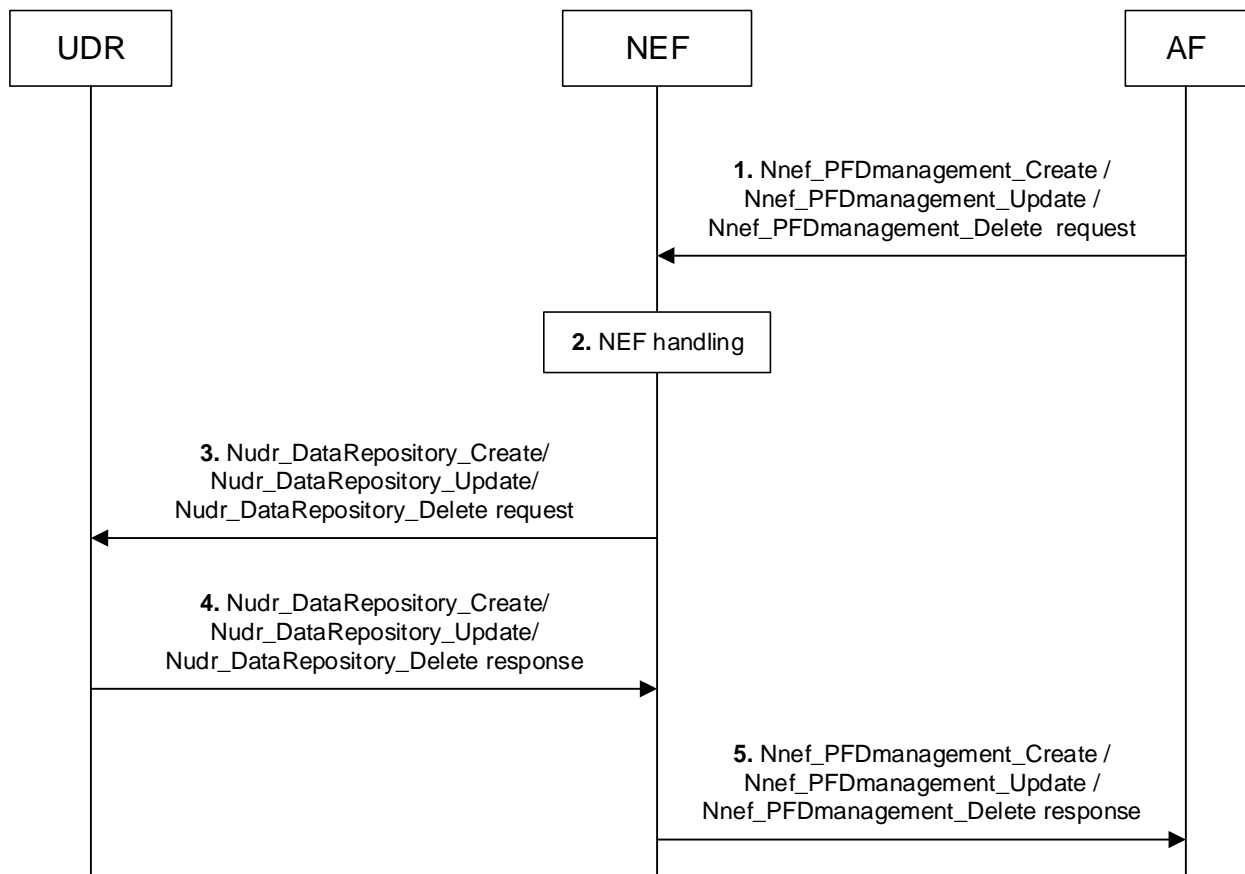 UDR
NEF
AF
1. Nnef_PFDmanagement_Create /
Nnef_PFDmanagement_Update /
Nnef_PFDmanagement_Delete  request
2. NEF handling
3. Nudr_DataRepository_Create/
Nudr_DataRepository_Update/
Nudr_DataRepository_Delete request
4. Nudr_DataRepository_Create/
Nudr_DataRepository_Update/
Nudr_DataRepository_Delete response
5. Nnef_PFDmanagement_Create /
Nnef_PFDmanagement_Update /
Nnef_PFDmanagement_Delete response